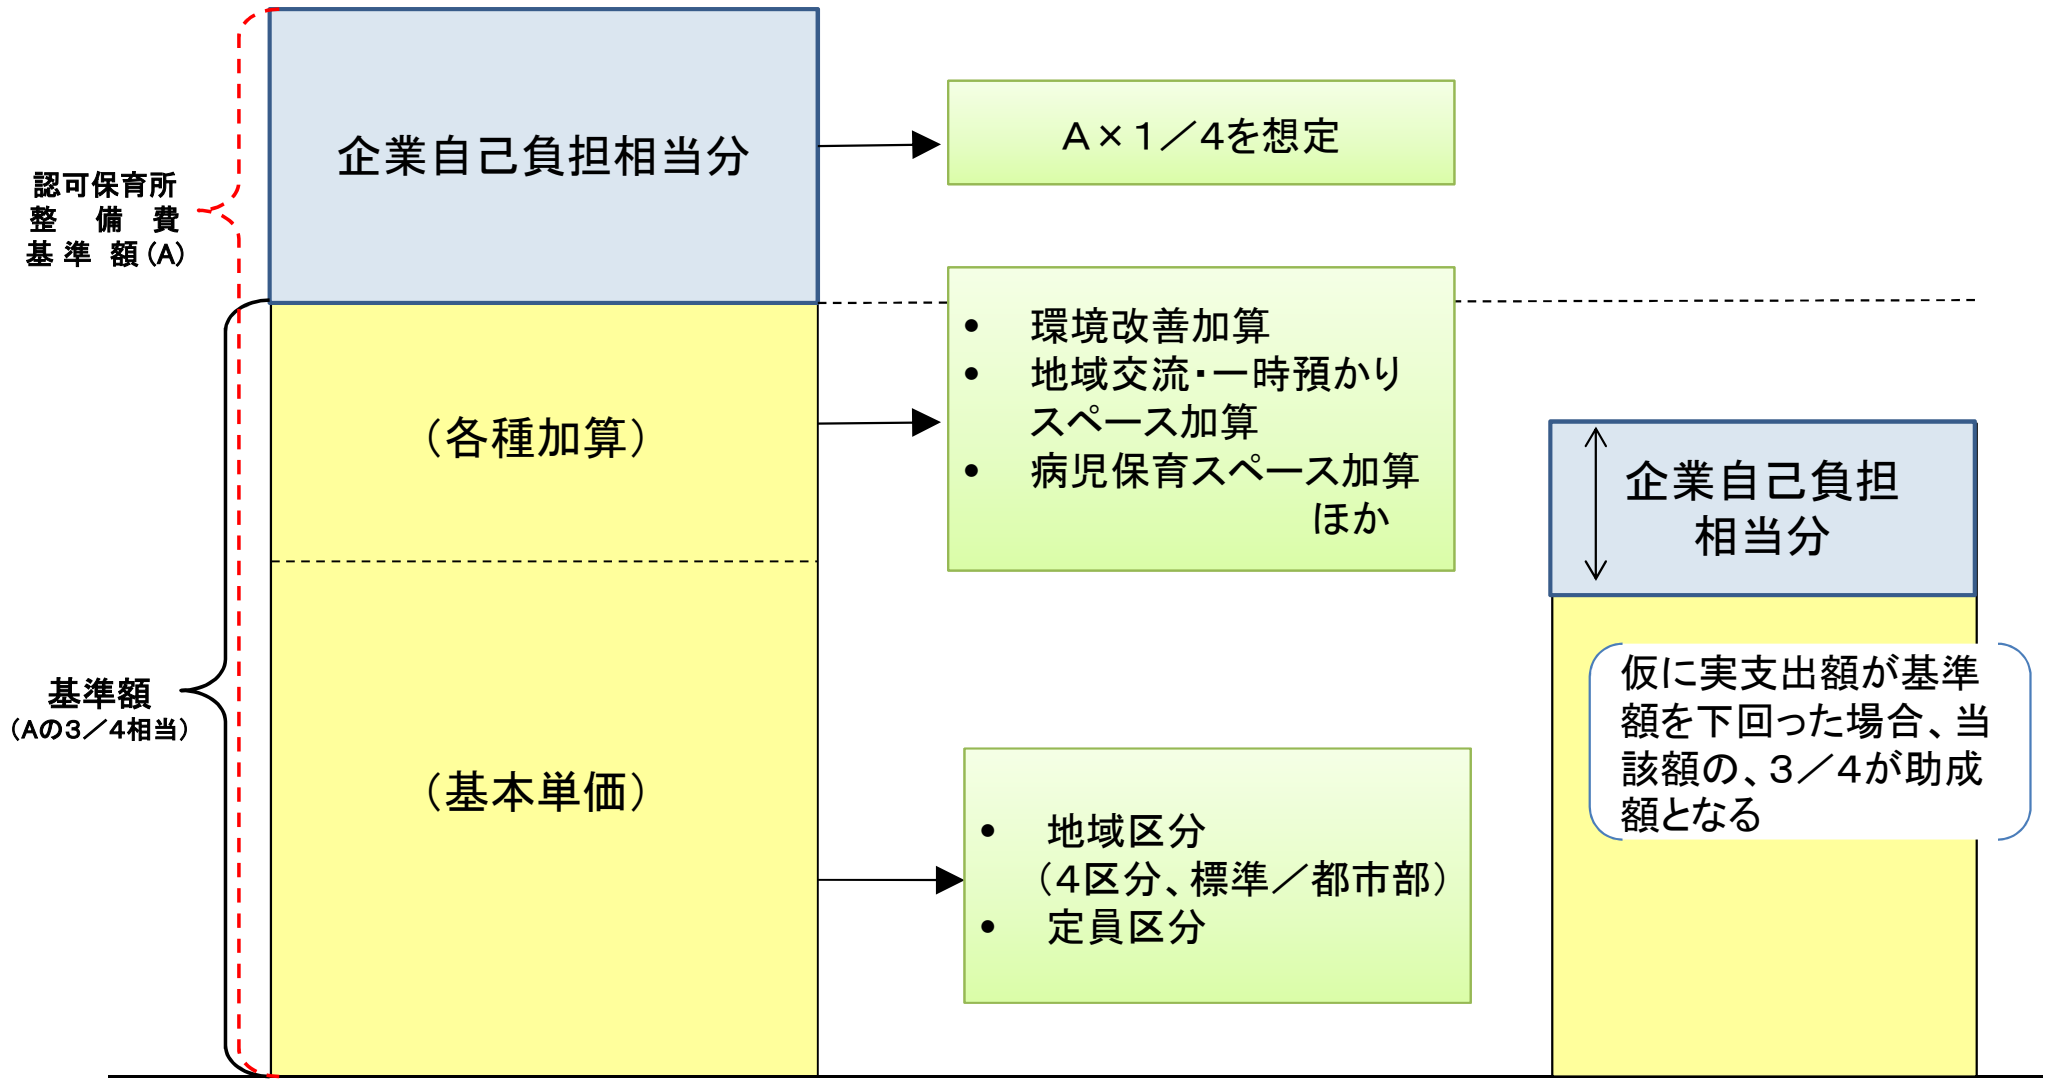 認可保育所
整備費
基準額(A)
企業自己負担相当分
A×1／4を想定
基準額
（Aの３／４相当）
（各種加算）
• 環境改善加算
• 地域交流・一時預かり
スペース加算
• 病児保育スペース加算
ほか
（基本単価）
• 地域区分
（４区分、標準／都市部）
• 定員区分
企業自己負担
相当分
仮に実支出額が基準
額を下回った場合、当
該額の、３／４が助成
額となる